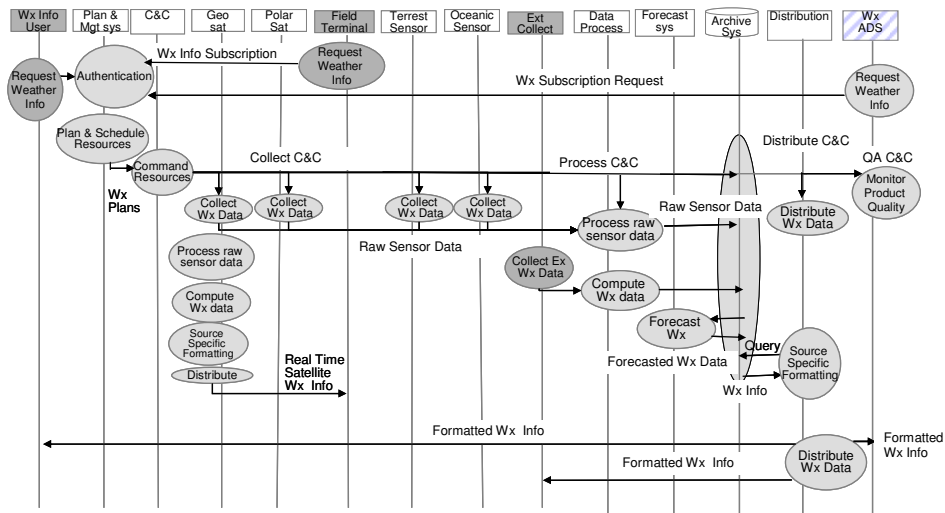 Wx Info
User
Plan &
Mgt sys
C&C
Geo
sat
Polar
Sat
Field
Terminal
Terrest
Sensor
Oceanic
Sensor
Ext
Collect
Data
Process
Forecast
sys
Archive
Sys
Distribution
Wx
ADS
Request
Weather
Info
Authentication
Wx Info Subscription
Request
Weather
Info
Wx Subscription Request
Request
Weather
Info
Plan & Schedule
Resources
Command
Resources
Wx
Plans
Collect C&C
Process C&C
Distribute C&C
QA C&C
Monitor
Product
Quality
Collect
Wx Data
Collect
Wx Data
Collect
Wx Data
Collect
Wx Data
Raw Sensor Data
Process raw
sensor data
Raw Sensor Data
Distribute
Wx Data
Process raw
sensor data
Collect Ex
Wx Data
Compute
Wx data
Compute
Wx data
Forecast
Wx
Source
Specific
Formatting
Query
Forecasted Wx Data
Source
Specific
Formatting
Wx Info
Distribute
Real Time
Satellite
Wx Info
Formatted Wx Info
Formatted
Wx Info
Distribute
Wx Data
Formatted Wx Info